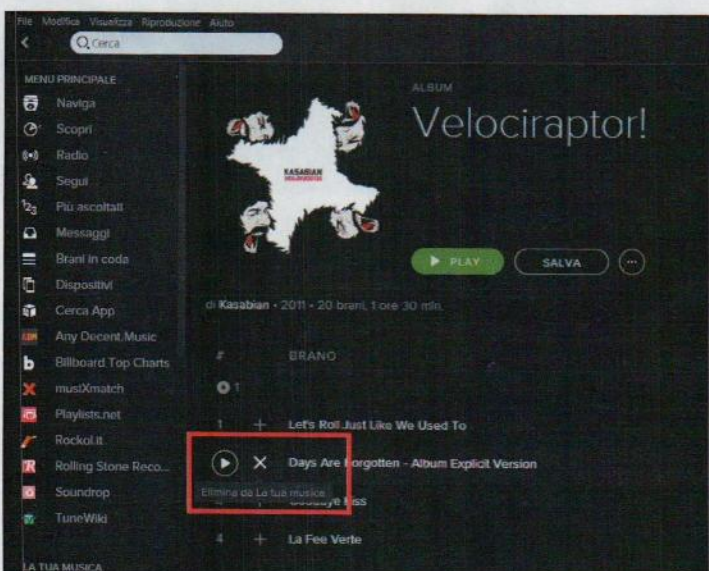 File Modifica Visualizza Riproduzione Aiuto
Cerca
MENU PRINCIPALE
Naviga
Scopri
Radio
Segui
Più ascoltati
Messaggi
Brani in coda
Dispositivi
Cerca App
Any Decent Music
Billboard Top Charts
musiXmatch
Playlists.net
Rockol.it
Rolling Stone Reco...
Soundrop
TuneWiki
LA TUA MUSICA
ALBUM
Velociraptor!
KASABIAN
VELOCIRAPTOR!
PLAY SALVA
di Kasabian • 2011 • 20 brani, 1 ore 30 min.
# BRANO
1
1 + Let's Roll Just Like We Used To
Days Are Forgotten - Album Explicit Version
Elimina da La tua musica
Goodbye Kiss
4 + La Fee Verte